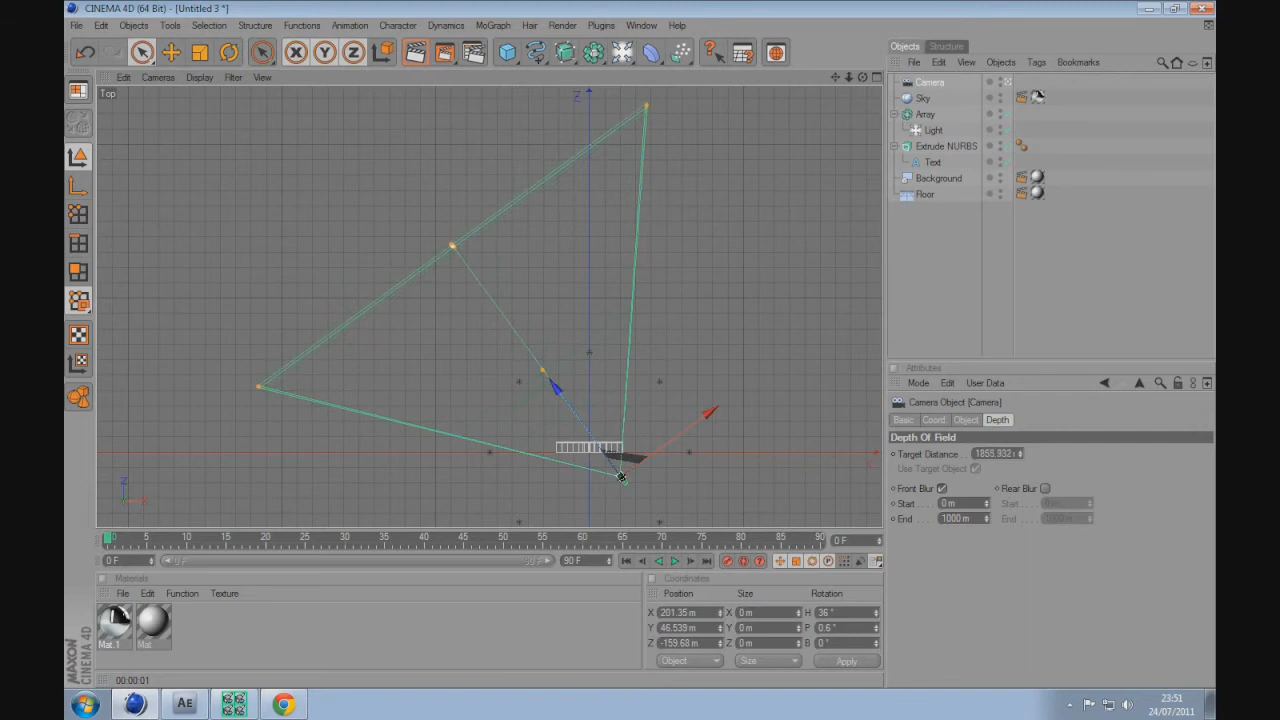 CINEMA 4D (64 Bit) - [Untitled 3 *]
File Edit Objects Tools Selection Structure Functions Animation Character Dynamics MoGraph Hair Render Plugins Window Help
Edit Cameras Display Filter View
Top
Z
X
Z
X
Objects Structure
File Edit View Objects Tags Bookmarks
Camera
Sky
Array
Light
Extrude NURBS
Text
Background
Floor
Attributes
Mode Edit User Data
Camera Object [Camera]
Basic Coord Object Depth
Depth Of Field
Target Distance . . 1855.932
Use Target Object
Front Blur Rear Blur
Start . . . . 0 m Start . . . . 0 m
End . . . . 1000 m End . . . . 1000 m
0 5 10 15 20 25 30 35 40 45 50 55 60 65 70 75 80 85 90 0 F
0 F 0 F 90 F 90 F
Materials
File Edit Function Texture
Mat.1 Mat
Coordinates
Position Size Rotation
X 201.35 m X 0 m H 36 °
Y 46.539 m Y 0 m P 0.6 °
Z -159.68 m Z 0 m B 0 °
Object Size Apply
MAXON
CINEMA 4D
00:00:01
Ae
23:51
24/07/2011